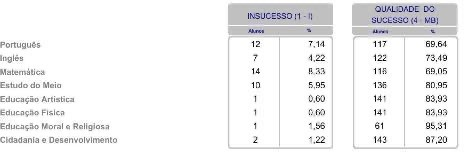 INSUCESSO (1 - I) QUALIDADE DO SUCESSO (4 - MB)
Alunos % Alunos %
Português 12 7,14 117 69,64
Inglês 7 4,22 122 73,49
Matemática 14 8,33 116 69,05
Estudo do Meio 10 5,95 136 80,95
Educação Artística 1 0,60 141 83,93
Educação Física 1 0,60 141 83,93
Educação Moral e Religiosa 1 1,56 61 95,31
Cidadania e Desenvolvimento 2 1,22 143 87,20